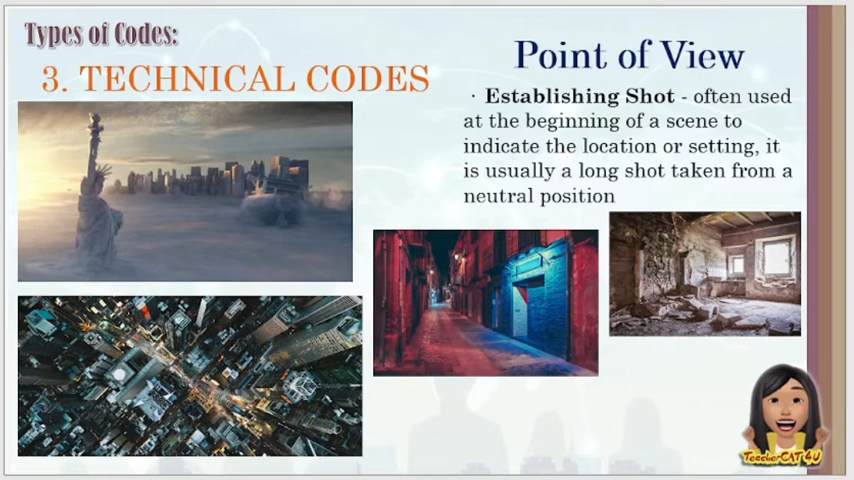 Types of Codes:
3. TECHNICAL CODES
Point of View
· Establishing Shot - often used
at the beginning of a scene to
indicate the location or setting, it
is usually a long shot taken from a
neutral position
TeacherCAT 4U